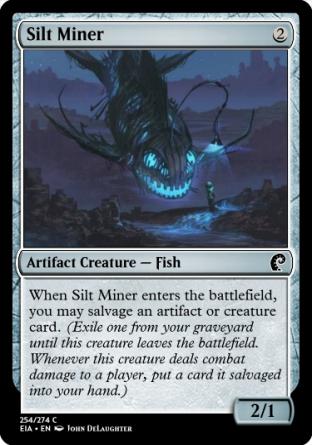 Silt Miner 2
Artifact Creature — Fish
When Silt Miner enters the battlefield,
you may salvage an artifact or creature
card. (Exile one from your graveyard
until this creature leaves the battlefield.
Whenever this creature deals combat
damage to a player, put a card it salvaged
into your hand.)
2/1
254/274 C
EIA • EN John DeLaughter